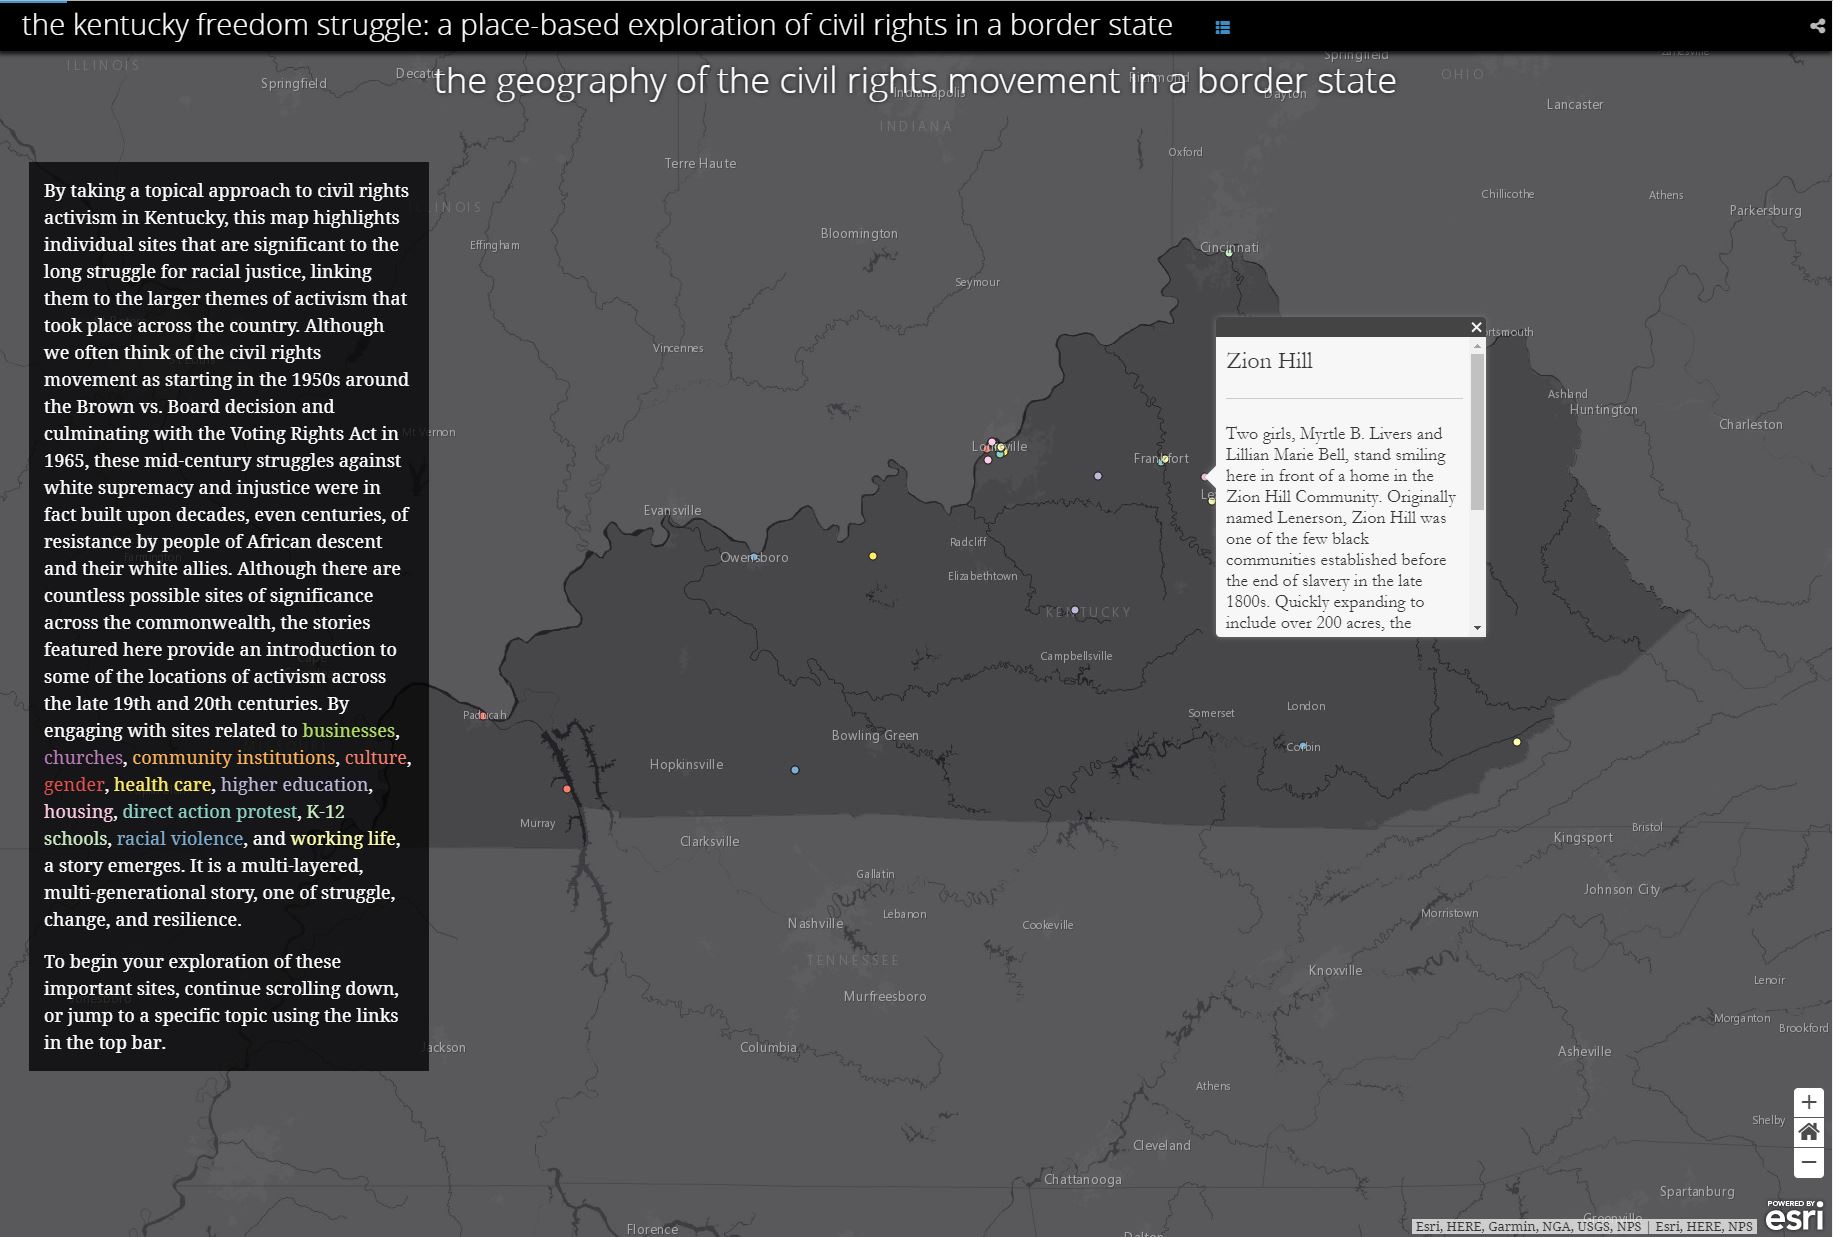 the kentucky freedom struggle: a place-based exploration of civil rights in a border state
the geography of the civil rights movement in a border state
By taking a topical approach to civil rights
activism in Kentucky, this map highlights
individual sites that are significant to the
long struggle for racial justice, linking
them to the larger themes of activism that
took place across the country. Although
we often think of the civil rights
movement as starting in the 1950s around
the Brown vs. Board decision and
culminating with the Voting Rights Act in
1965, these mid-century struggles against
white supremacy and injustice were in
fact built upon decades, even centuries, of
resistance by people of African descent
and their white allies. Although there are
countless possible sites of significance
across the commonwealth, the stories
featured here provide an introduction to
some of the locations of activism across
the late 19th and 20th centuries. By
engaging with sites related to businesses,
churches, community institutions, culture,
gender, health care, higher education,
housing, direct action protest, K-12
schools, racial violence, and working life,
a story emerges. It is a multi-layered,
multi-generational story, one of struggle,
change, and resilience.
To begin your exploration of these
important sites, continue scrolling down,
or jump to a specific topic using the links
in the top bar.
Zion Hill
Two girls, Myrtle B. Livers and
Lillian Marie Bell, stand smiling
here in front of a home in the
Zion Hill Community. Originally
named Lenerson, Zion Hill was
one of the few black
communities established before
the end of slavery in the late
1800s. Quickly expanding to
include over 200 acres, the
ILLINOIS
Springfield
Springfield
OHIO
Richmond
Indianapolis
Dayton
Lancaster
INDIANA
Oxford
Terre Haute
Chillicothe
Athens
Parkersburg
ILLINOIS
Bloomington
Effingham
Cincinnati
Seymour
Vincennes
Ashland
Huntington
Charleston
Mt Vernon
Louisville
Frankfort
Evansville
Radcliff
Owensboro
Elizabethtown
KENTUCKY
Campbellsville
Paducah
Somerset
London
Bowling Green
Corbin
Hopkinsville
Murray
Clarksville
Kingsport
Bristol
Gallatin
Johnson City
Lebanon
Morristown
Nashville
Cookeville
TENNESSEE
Knoxville
Lenoir
Murfreesboro
Morganton
Brookford
Jackson
Columbia
Asheville
Athens
Shelby
Cleveland
Chattanooga
Spartanburg
Greenville
Florence
Dalton
Esri, HERE, Garmin, NGA, USGS, NPS | Esri, HERE, NPS
POWERED BY
esri